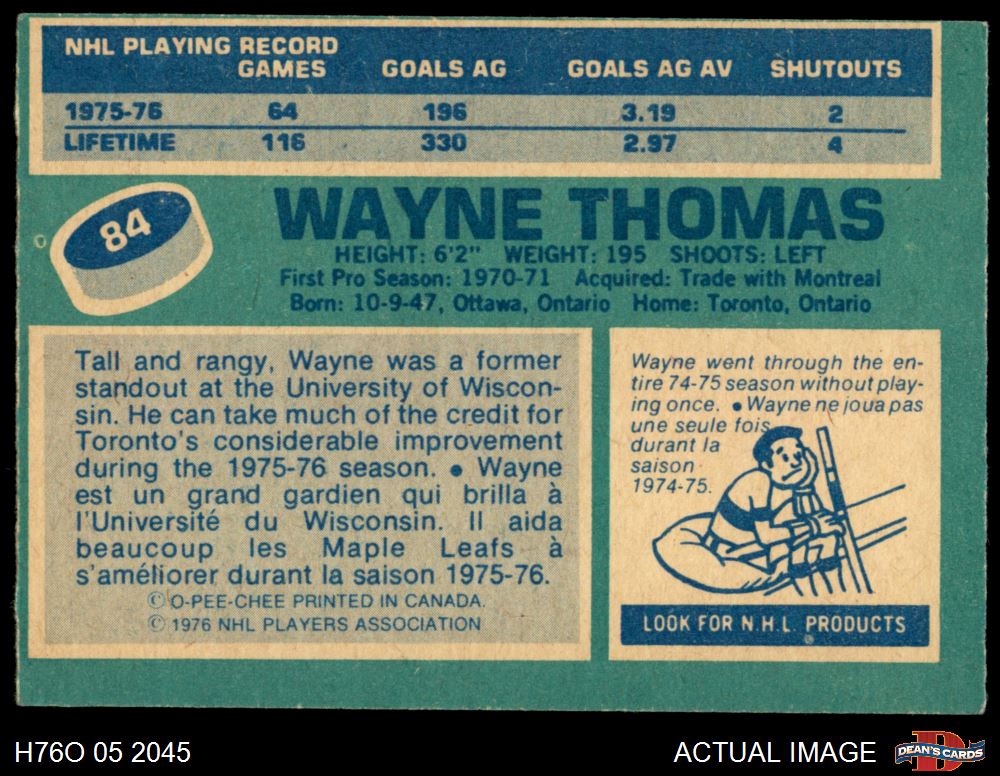 NHL PLAYING RECORD
GAMES GOALS AG GOALS AG AV SHUTOUTS
1975-76 64 196 3.19 2
LIFETIME 116 330 2.97 4
84
WAYNE THOMAS
HEIGHT: 6'2" WEIGHT: 195 SHOOTS: LEFT
First Pro Season: 1970-71 Acquired: Trade with Montreal
Born: 10-9-47, Ottawa, Ontario Home: Toronto, Ontario
Tall and rangy, Wayne was a former
standout at the University of Wiscon-
sin. He can take much of the credit for
Toronto's considerable improvement
during the 1975-76 season. • Wayne
est un grand gardien qui brilla à
l'Université du Wisconsin. Il aida
beaucoup les Maple Leafs à
s'améliorer durant la saison 1975-76.
© O-PEE-CHEE PRINTED IN CANADA.
© 1976 NHL PLAYERS ASSOCIATION
Wayne went through the en-
tire 74-75 season without play-
ing once. • Wayne ne joua pas
une seule fois
durant la
saison
1974-75.
LOOK FOR N.H.L. PRODUCTS
H76O 05 2045
ACTUAL IMAGE
D
DEAN'S CARDS